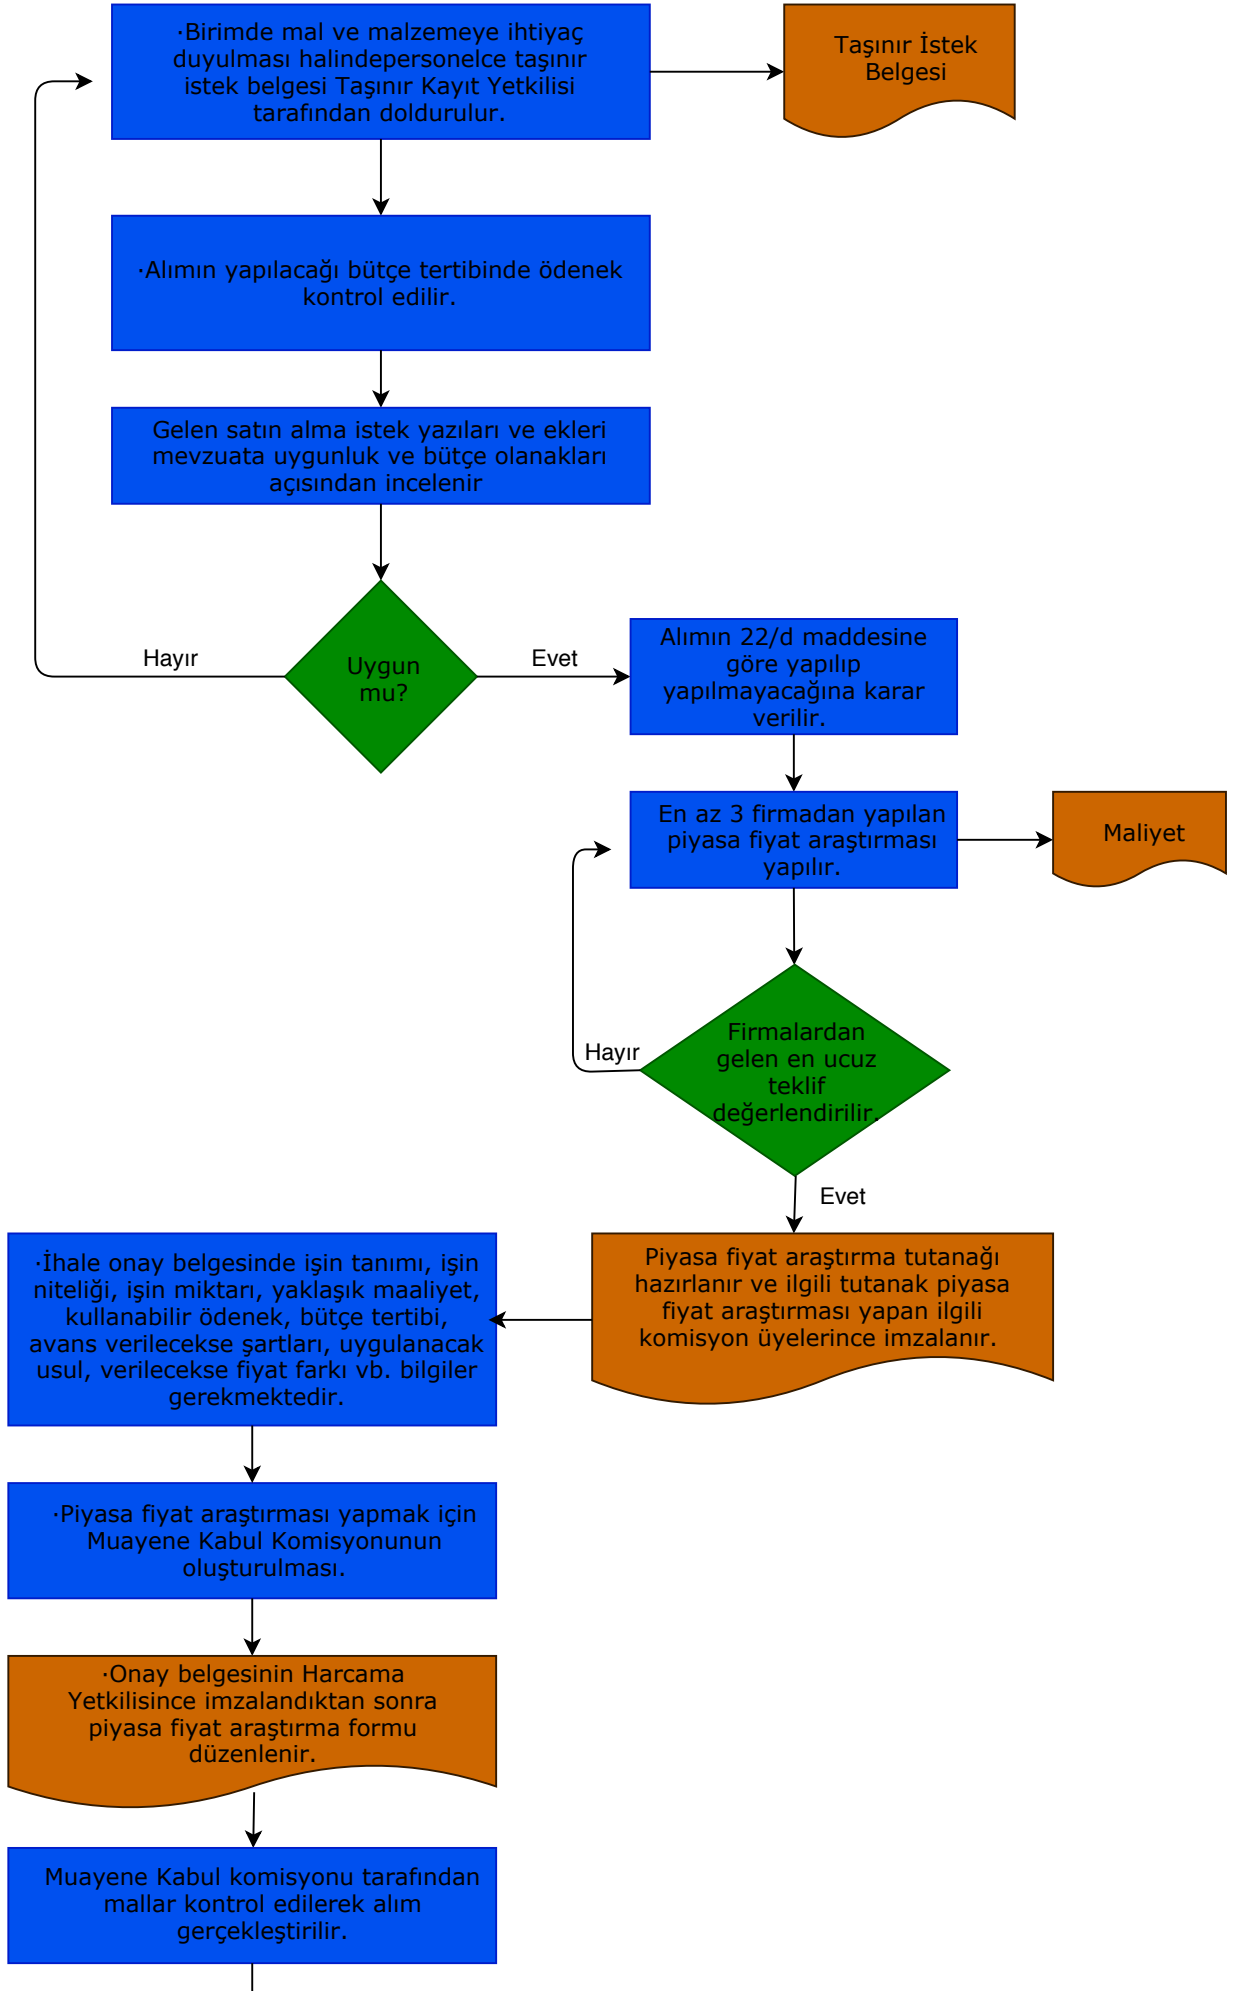 ·Birimde mal ve malzemeye ihtiyaç
duyulması halindepersonelce taşınır
istek belgesi Taşınır Kayıt Yetkilisi
tarafından doldurulur.
Taşınır İstek
Belgesi
·Alımın yapılacağı bütçe tertibinde ödenek
kontrol edilir.
Gelen satın alma istek yazıları ve ekleri
mevzuata uygunluk ve bütçe olanakları
açısından incelenir
Hayır
Uygun
mu?
Evet
Alımın 22/d maddesine
göre yapılıp
yapılmayacağına karar
verilir.
En az 3 firmadan yapılan
piyasa fiyat araştırması
yapılır.
Maliyet
Hayır
Firmalardan
gelen en ucuz
teklif
değerlendirilir.
Evet
Piyasa fiyat araştırma tutanağı
hazırlanır ve ilgili tutanak piyasa
fiyat araştırması yapan ilgili
komisyon üyelerince imzalanır.
·İhale onay belgesinde işin tanımı, işin
niteliği, işin miktarı, yaklaşık maaliyet,
kullanabilir ödenek, bütçe tertibi,
avans verilecekse şartları, uygulanacak
usul, verilecekse fiyat farkı vb. bilgiler
gerekmektedir.
·Piyasa fiyat araştırması yapmak için
Muayene Kabul Komisyonunun
oluşturulması.
·Onay belgesinin Harcama
Yetkilisince imzalandıktan sonra
piyasa fiyat araştırma formu
düzenlenir.
Muayene Kabul komisyonu tarafından
mallar kontrol edilerek alım
gerçekleştirilir.